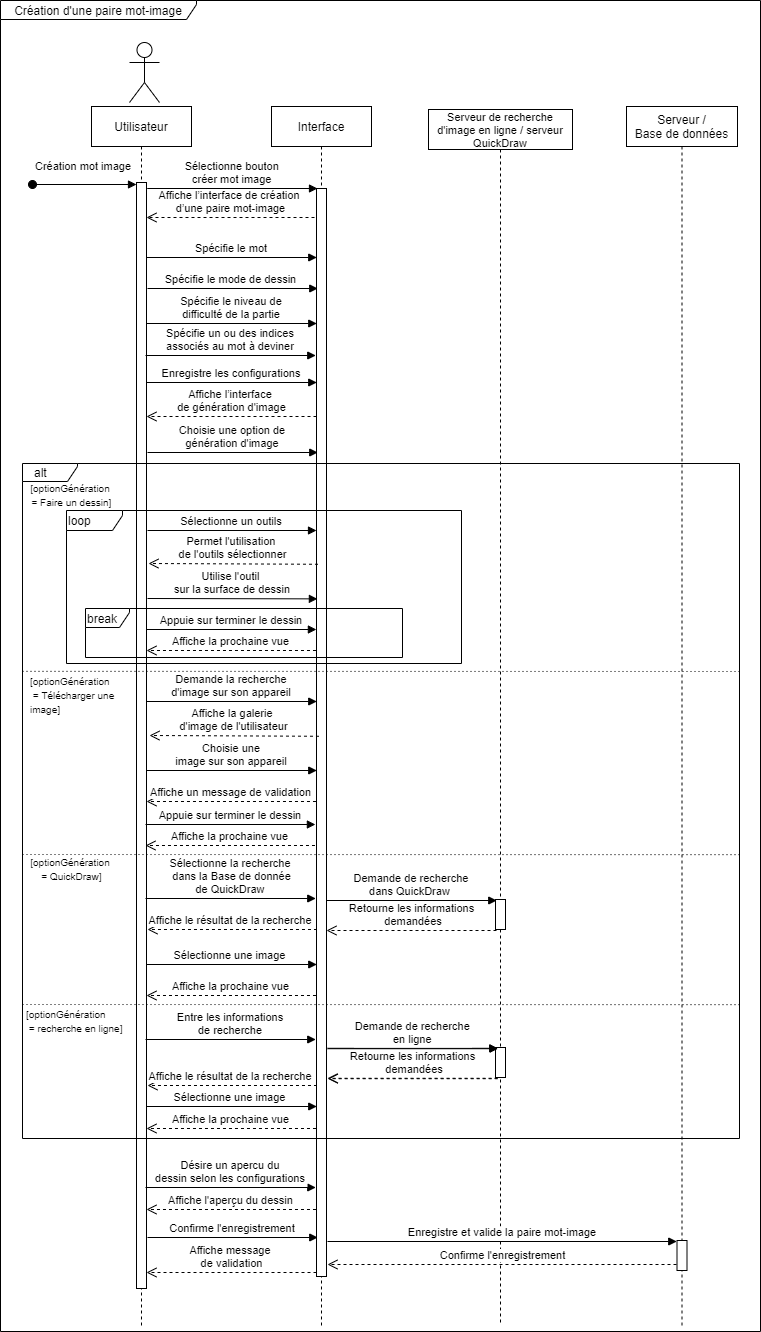 Création d'une paire mot-image
Utilisateur
Interface
Serveur de recherche
d'image en ligne / serveur
QuickDraw
Serveur /
Base de données
Création mot image
Sélectionne bouton
créer mot image
Affiche l'interface de création
d'une paire mot-image
Spécifie le mot
Spécifie le mode de dessin
Spécifie le niveau de
difficulté de la partie
Spécifie un ou des indices
associés au mot à deviner
Enregistre les configurations
Affiche l'interface
de génération d'image
Choisie une option de
génération d'image
alt
[optionGénération
= Faire un dessin]
loop
Sélectionne un outils
Permet l'utilisation
de l'outils sélectionner
Utilise l'outil
sur la surface de dessin
break
Appuie sur terminer le dessin
Affiche la prochaine vue
[optionGénération
= Télécharger une
image]
Demande la recherche
d'image sur son appareil
Affiche la galerie
d'image de l'utilisateur
Choisie une
image sur son appareil
Affiche un message de validation
Appuie sur terminer le dessin
Affiche la prochaine vue
[optionGénération
= QuickDraw]
Sélectionne la recherche
dans la Base de donnée
de QuickDraw
Demande de recherche
dans QuickDraw
Retourne les informations
demandées
Affiche le résultat de la recherche
Sélectionne une image
Affiche la prochaine vue
[optionGénération
= recherche en ligne]
Entre les informations
de recherche
Demande de recherche
en ligne
Retourne les informations
demandées
Affiche le résultat de la recherche
Sélectionne une image
Affiche la prochaine vue
Désire un apercu du
dessin selon les configurations
Affiche l'aperçu du dessin
Confirme l'enregistrement
Enregistre et valide la paire mot-image
Confirme l'enregistrement
Affiche message
de validation